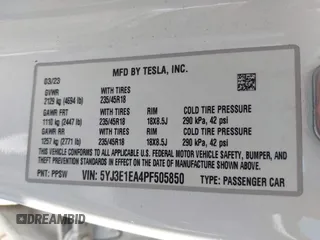 MFD BY TESLA, INC.
03/23
GVWR WITH TIRES
2129 kg (4694 lb) 235/45R18
GAWR FRT WITH TIRES RIM COLD TIRE PRESSURE
1110 kg (2447 lb) 235/45R18 18X8.5J 290 kPa, 42 psi
GAWR RR WITH TIRES RIM COLD TIRE PRESSURE
1257 kg (2771 lb) 235/45R18 18X8.5J 290 kPa, 42 psi
THIS VEHICLE CONFORMS TO ALL APPLICABLE U.S. FEDERAL MOTOR VEHICLE SAFETY, BUMPER, AND
THEFT PREVENTION STANDARDS IN EFFECT ON THE DATE OF MANUFACTURE SHOWN ABOVE.
PNT: PPSW VIN: 5YJ3E1EA4PF505850 TYPE: PASSENGER CAR